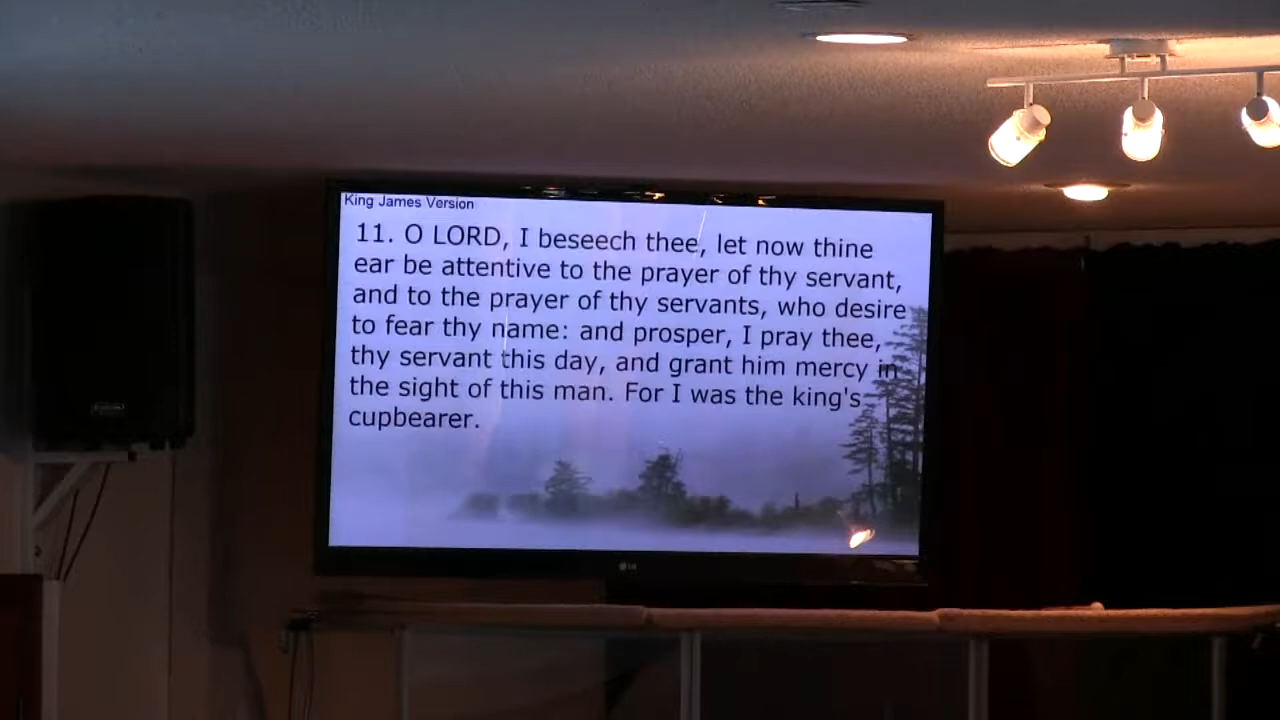 King James Version
11. O LORD, I beseech thee, let now thine
ear be attentive to the prayer of thy servant,
and to the prayer of thy servants, who desire
to fear thy name: and prosper, I pray thee,
thy servant this day, and grant him mercy in
the sight of this man. For I was the king's
cupbearer.
LG